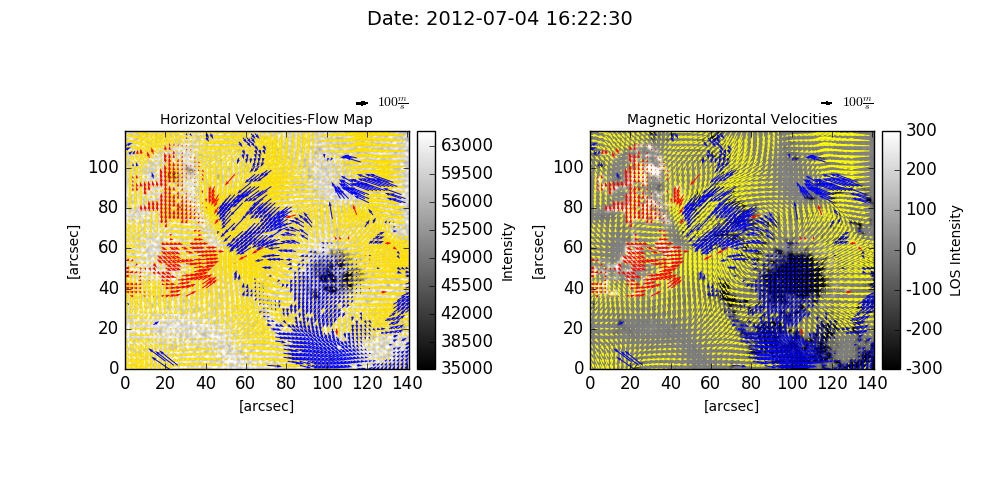 Date: 2012-07-04 16:22:30
100 m/s
100 m/s
Horizontal Velocities-Flow Map
Magnetic Horizontal Velocities
100
80
60
40
20
0
[arcsec]
0 20 40 60 80 100 120 140
[arcsec]
63000
59500
56000
52500
49000
45500
42000
38500
35000
Intensity
100
80
60
40
20
0
[arcsec]
0 20 40 60 80 100 120 140
[arcsec]
300
200
100
0
-100
-200
-300
LOS Intensity